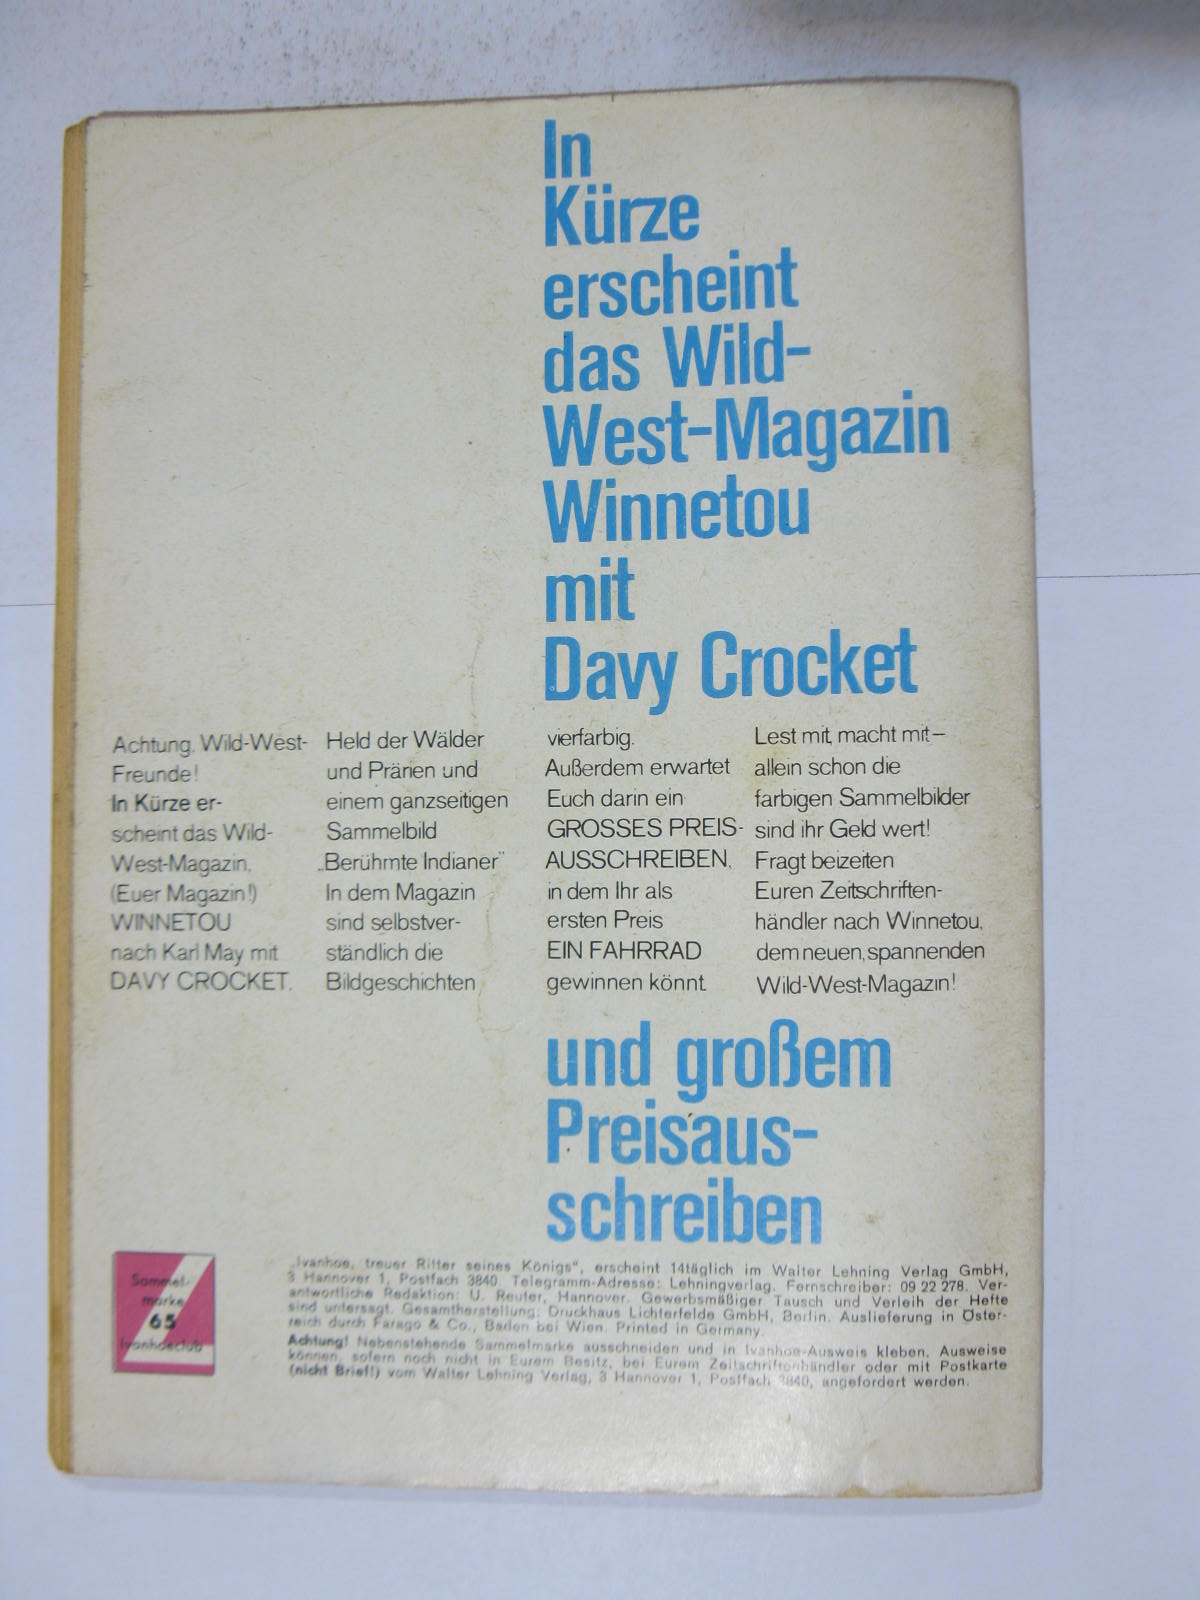 In
Kürze
erscheint
das Wild-
West-Magazin
Winnetou
mit
Davy Crocket
Achtung, Wild-West-
Freunde!
In Kürze er-
scheint das Wild-
West-Magazin,
(Euer Magazin!)
WINNETOU
nach Karl May mit
DAVY CROCKET,
Held der Wälder
und Prärien und
einem ganzseitigen
Sammelbild
„Berühmte Indianer“
In dem Magazin
sind selbstver-
ständlich die
Bildgeschichten
vierfarbig.
Außerdem erwartet
Euch darin ein
GROSSES PREIS-
AUSSCHREIBEN,
in dem Ihr als
ersten Preis
EIN FAHRRAD
gewinnen könnt.
Lest mit, macht mit–
allein schon die
farbigen Sammelbilder
sind ihr Geld wert!
Fragt beizeiten
Euren Zeitschriften-
händler nach Winnetou,
dem neuen, spannenden
Wild-West-Magazin!
und großem
Preisaus-
schreiben
Sammel-
marke
65
Ivanhoeclub
„Ivanhoe, treuer Ritter seines Königs“, erscheint 14täglich im Walter Lehning Verlag GmbH,
3 Hannover 1, Postfach 3840. Telegramm-Adresse: Lehningverlag. Fernschreiber: 09 22 278. Ver-
antwortliche Redaktion: U. Reuter, Hannover. Gewerbsmäßiger Tausch und Verleih der Hefte
sind untersagt. Gesamtherstellung: Druckhaus Lichterfelde GmbH, Berlin. Auslieferung in Öster-
reich durch Farago & Co., Baden bei Wien. Printed in Germany.
Achtung! Nebenstehende Sammelmarke ausschneiden und in Ivanhoe-Ausweis kleben. Ausweise
können, sofern noch nicht in Eurem Besitz, bei Eurem Zeitschriftenhändler oder mit Postkarte
(nicht Brief!) vom Walter Lehning Verlag, 3 Hannover 1, Postfach 3840, angefordert werden.